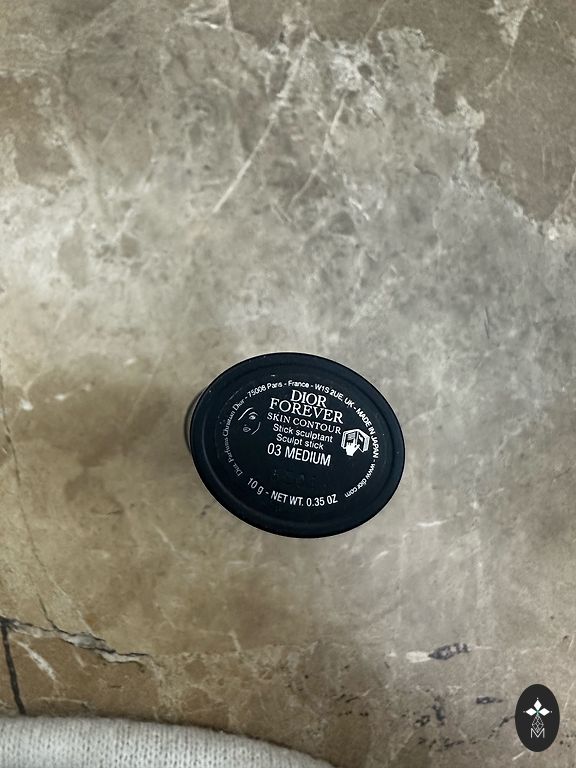 Parfums Christian Dior - 75008 Paris - France - W1S 2UE, UK - MADE IN JAPAN - www.dior.com
DIOR
FOREVER
SKIN CONTOUR
Stick sculptant
Sculpt stick
03 MEDIUM
10 g - NET WT. 0.35 OZ
M